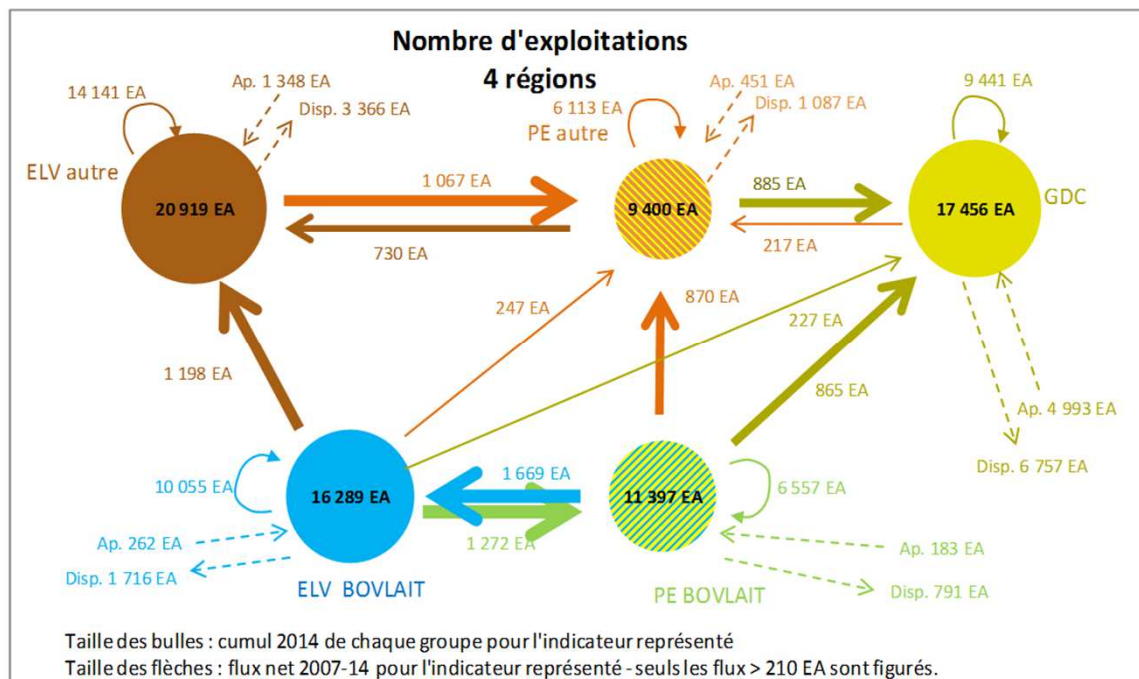 Nombre d'exploitations
4 régions
14 141 EA
Ap. 1 348 EA
Disp. 3 366 EA
ELV autre
20 919 EA
6 113 EA
PE autre
Ap. 451 EA
Disp. 1 087 EA
9 400 EA
9 441 EA
GDC
17 456 EA
1 067 EA
730 EA
885 EA
217 EA
1 198 EA
247 EA
870 EA
227 EA
865 EA
Ap. 4 993 EA
Disp. 6 757 EA
10 055 EA
16 289 EA
1 669 EA
1 272 EA
11 397 EA
6 557 EA
Ap. 262 EA
Disp. 1 716 EA
ELV BOVLAIT
PE BOVLAIT
Ap. 183 EA
Disp. 791 EA
Taille des bulles : cumul 2014 de chaque groupe pour l'indicateur représenté
Taille des flèches : flux net 2007-14 pour l'indicateur représenté - seuls les flux > 210 EA sont figurés.